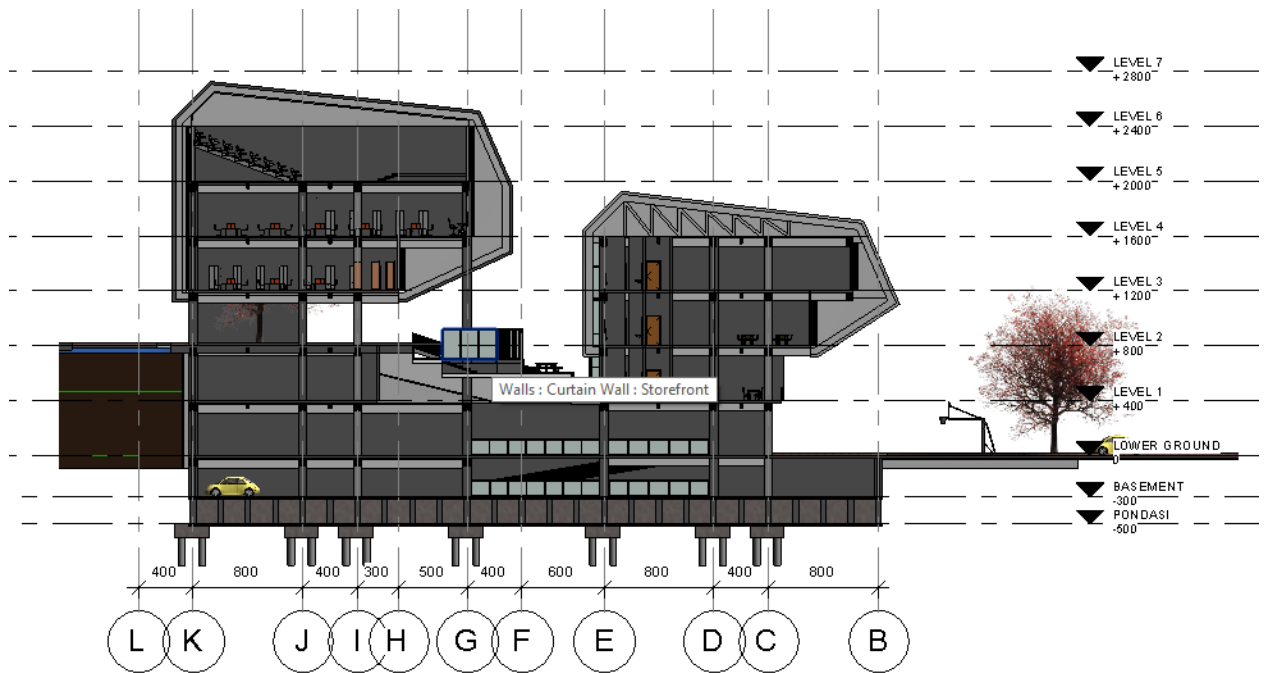 LEVEL 7
+ 2800
LEVEL 6
+ 2400
LEVEL 5
+ 2000
LEVEL 4
+ 1600
LEVEL 3
+ 1200
LEVEL 2
+ 800
Walls : Curtain Wall : Storefront
LEVEL 1
+ 400
LOWER GROUND
0
BASEMENT
-300
PONDASI
-500
400 800 400 300 500 400 600 800 400 800
L K J I H G F E D C B